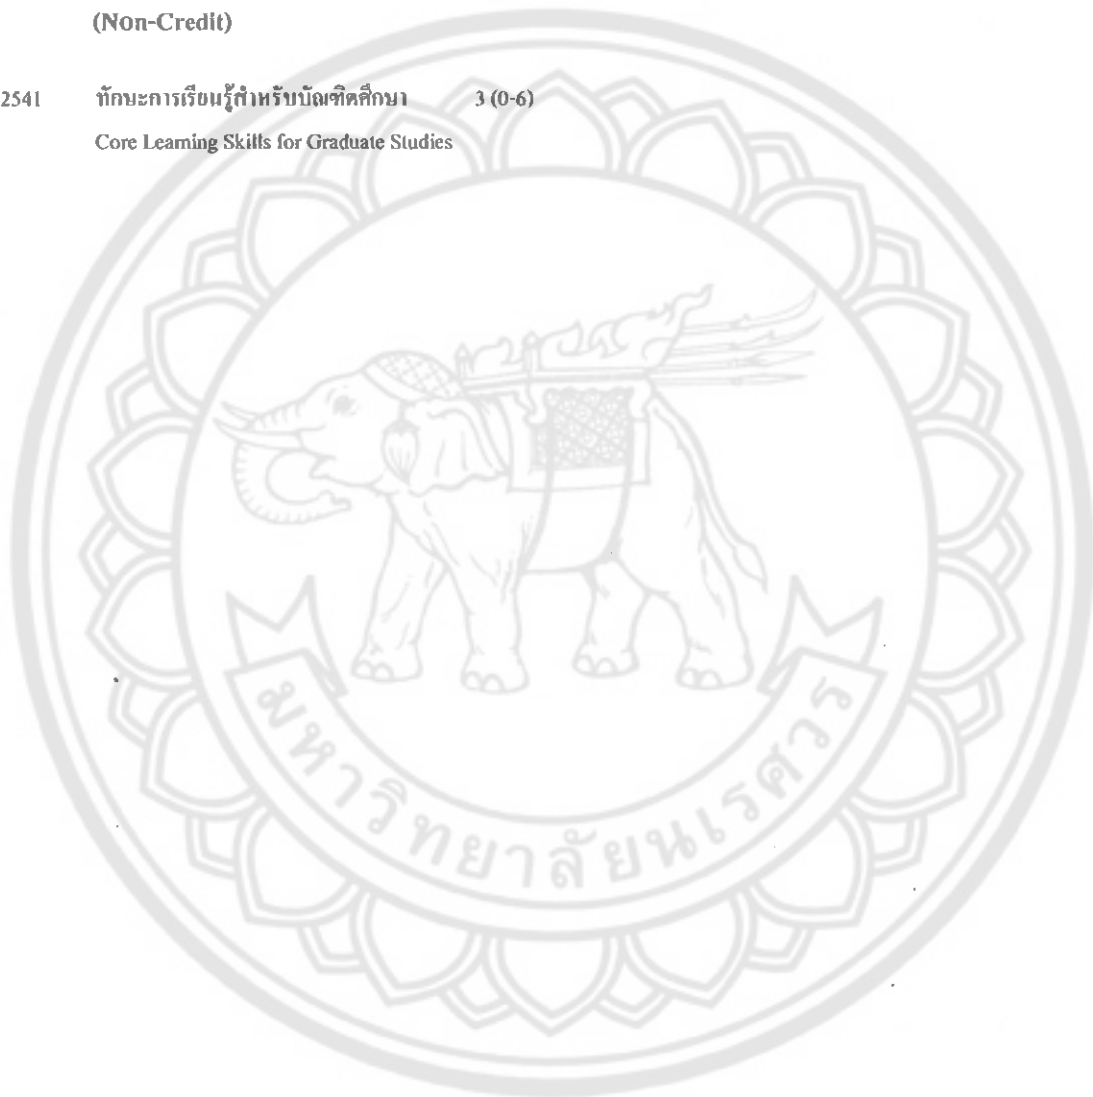 (Non-Credit)
2541 ทักษะการเรียนรู้สำหรับบัณฑิตศึกษา 3 (0-6)
Core Learning Skills for Graduate Studies
มหาวิทยาลัยนเรศวร